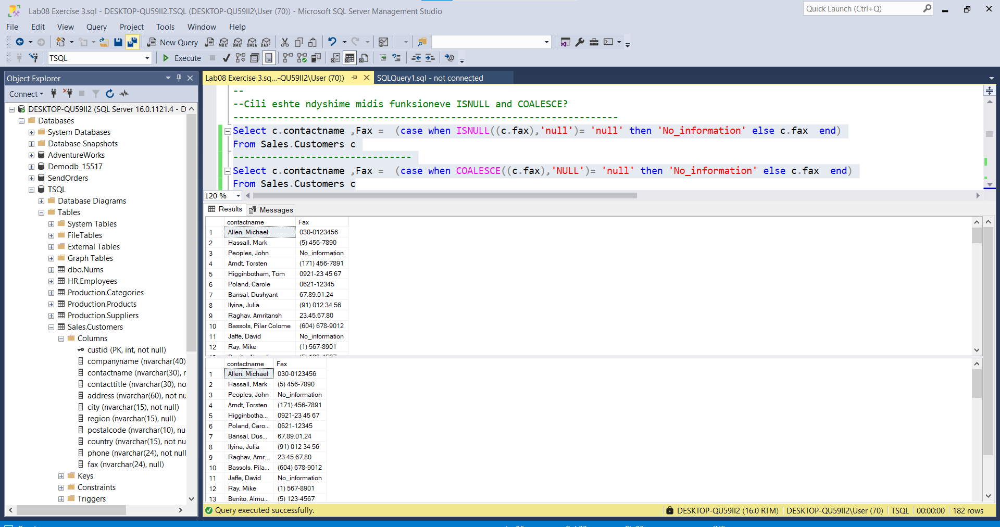 Lab08 Exercise 3.sql - DESKTOP-QU59II2.TSQL (DESKTOP-QU59II2\User (70)) - Microsoft SQL Server Management Studio
Quick Launch (Ctrl+Q)
File Edit View Query Project Tools Window Help
New Query MDX DMX XMLA DAX
TSQL Execute
Object Explorer
Connect
DESKTOP-QU59II2 (SQL Server 16.0.1121.4 - D
Databases
System Databases
Database Snapshots
AdventureWorks
Demodb_15517
SendOrders
TSQL
Database Diagrams
Tables
System Tables
FileTables
External Tables
Graph Tables
dbo.Nums
HR.Employees
Production.Categories
Production.Products
Production.Suppliers
Sales.Customers
Columns
custid (PK, int, not null)
companyname (nvarchar(40)
contactname (nvarchar(30), r
contacttitle (nvarchar(30), no
address (nvarchar(60), not nu
city (nvarchar(15), not null)
region (nvarchar(15), null)
postalcode (nvarchar(10), nu
country (nvarchar(15), not nu
phone (nvarchar(24), not null
fax (nvarchar(24), null)
Keys
Constraints
Triggers
Lab08 Exercise 3.sq...-QU59II2\User (70)) SQLQuery1.sql - not connected
--
--Cili eshte ndyshime midis funksioneve ISNULL and COALESCE?
---------------------------------------------------------------------
Select c.contactname ,Fax =  (case when ISNULL((c.fax),'null')= 'null' then 'No_information' else c.fax  end)
From Sales.Customers c
--------------------------------
Select c.contactname ,Fax =  (case when COALESCE((c.fax),'NULL')= 'null' then 'No_information' else c.fax  end)
From Sales.Customers c
120 %
Results Messages
contactname Fax
1 Allen, Michael 030-0123456
2 Hassall, Mark (5) 456-7890
3 Peoples, John No_information
4 Arndt, Torsten (171) 456-7891
5 Higginbotham, Tom 0921-23 45 67
6 Poland, Carole 0621-12345
7 Bansal, Dushyant 67.89.01.24
8 Ilyina, Julia (91) 012 34 56
9 Raghav, Amritansh 23.45.67.80
10 Bassols, Pilar Colome (604) 678-9012
11 Jaffe, David No_information
12 Ray, Mike (1) 567-8901
contactname Fax
1 Allen, Michael 030-0123456
2 Hassall, Mark (5) 456-7890
3 Peoples, John No_information
4 Arndt, Torsten (171) 456-7891
5 Higginbotha... 0921-23 45 67
6 Poland, Caro... 0621-12345
7 Bansal, Dus... 67.89.01.24
8 Ilyina, Julia (91) 012 34 56
9 Raghav, Amr... 23.45.67.80
10 Bassols, Pila... (604) 678-9012
11 Jaffe, David No_information
12 Ray, Mike (1) 567-8901
13 Benito, Almu... (5) 123-4567
Query executed successfully. DESKTOP-QU59II2 (16.0 RTM) DESKTOP-QU59II2\User (70) TSQL 00:00:00 182 rows